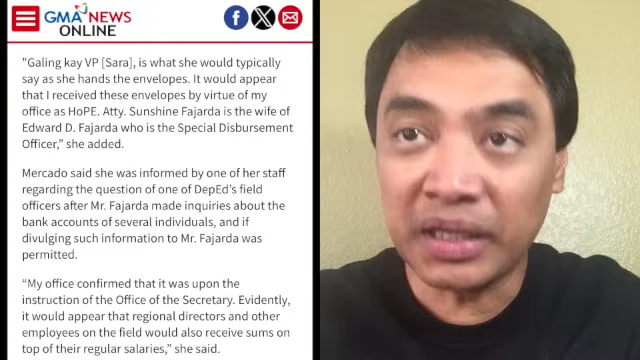 GMA NEWS
ONLINE
"Galing kay VP [Sara], is what she would typically
say as she hands the envelopes. It would appear
that I received these envelopes by virtue of my
office as HoPE. Atty. Sunshine Fajarda is the wife of
Edward D. Fajarda who is the Special Disbursement
Officer," she added.
Mercado said she was informed by one of her staff
regarding the question of one of DepEd's field
officers after Mr. Fajarda made inquiries about the
bank accounts of several individuals, and if
divulging such information to Mr. Fajarda was
permitted.
"My office confirmed that it was upon the
instruction of the Office of the Secretary. Evidently,
it would appear that regional directors and other
employees on the field would also receive sums on
top of their regular salaries," she said.